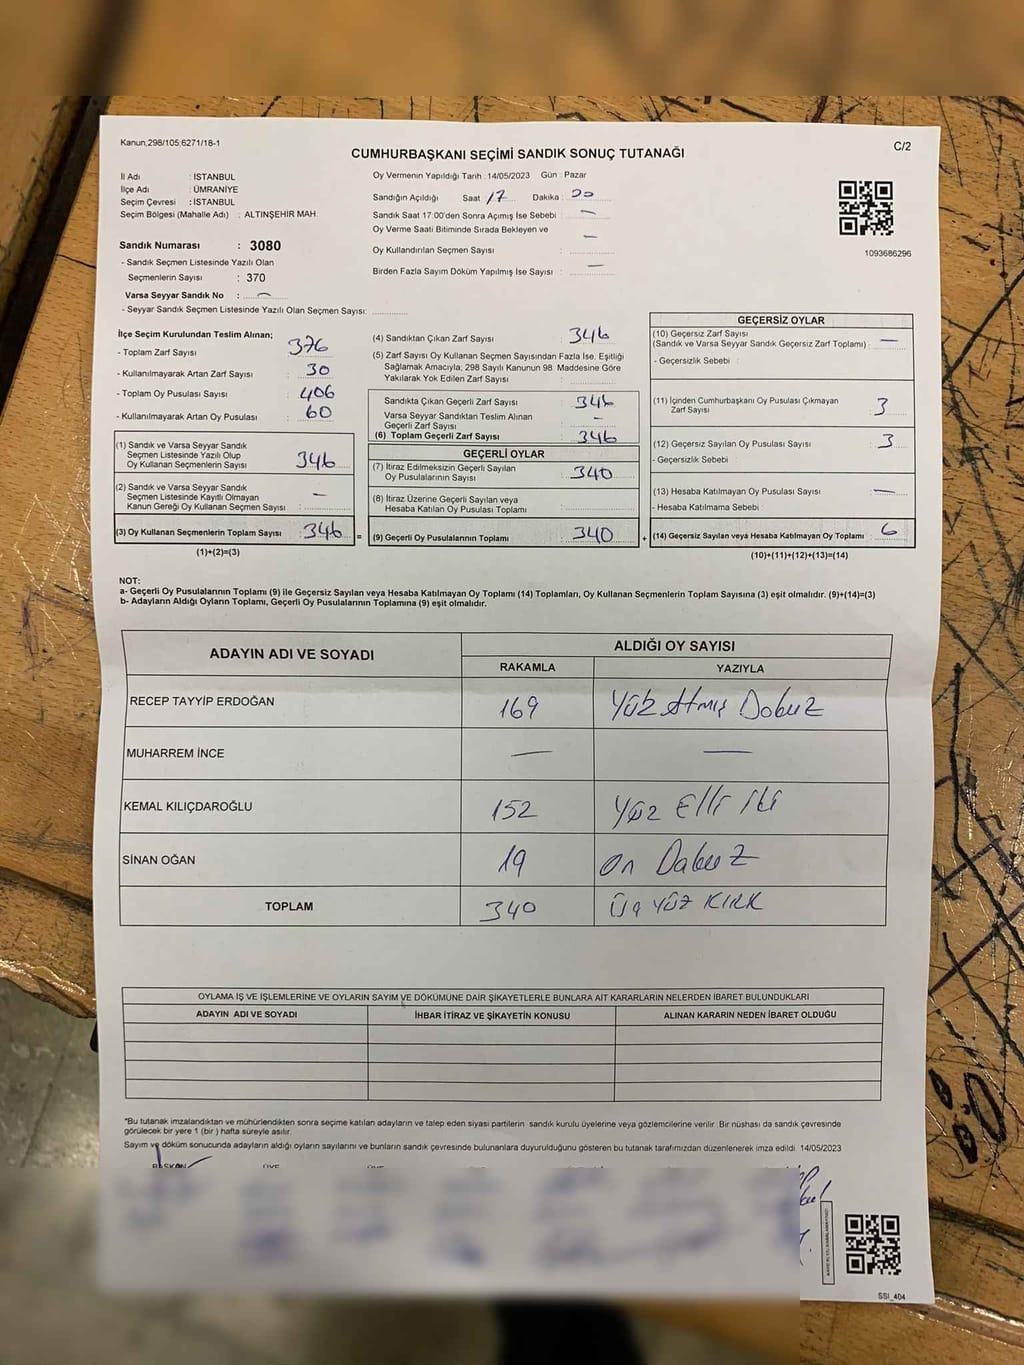 Kanun;298/105;6271/18-1
CUMHURBAŞKANI SEÇİMİ SANDIK SONUÇ TUTANAĞI
C/2
İl Adı : İSTANBUL
İlçe Adı : ÜMRANİYE
Seçim Çevresi : İSTANBUL
Seçim Bölgesi (Mahalle Adı) : ALTINŞEHİR MAH.
Sandık Numarası : 3080
- Sandık Seçmen Listesinde Yazılı Olan
Seçmenlerin Sayısı : 370
Varsa Seyyar Sandık No : —
- Seyyar Sandık Seçmen Listesinde Yazılı Olan Seçmen Sayısı:
Oy Vermenin Yapıldığı Tarih : 14/05/2023 Gün : Pazar
Sandığın Açıldığı Saat 17 Dakika : 20
Sandık Saat 17:00'den Sonra Açımış İse Sebebi : —
Oy Verme Saati Bitiminde Sırada Bekleyen ve
Oy Kullandırılan Seçmen Sayısı : —
Birden Fazla Sayım Döküm Yapılmış İse Sayısı : —
1093686296
İlçe Seçim Kurulundan Teslim Alınan;
- Toplam Zarf Sayısı : 376
- Kullanılmayarak Artan Zarf Sayısı : 30
- Toplam Oy Pusulası Sayısı : 406
- Kullanılmayarak Artan Oy Pusulası : 60
(1) Sandık ve Varsa Seyyar Sandık
Seçmen Listesinde Yazılı Olup
Oy Kullanan Seçmenlerin Sayısı : 346
(2) Sandık ve Varsa Seyyar Sandık
Seçmen Listesinde Kayıtlı Olmayan
Kanun Gereği Oy Kullanan Seçmen Sayısı : —
(3) Oy Kullanan Seçmenlerin Toplam Sayısı : 346 =
(1)+(2)=(3)
(4) Sandıktan Çıkan Zarf Sayısı : 346
(5) Zarf Sayısı Oy Kullanan Seçmen Sayısından Fazla İse, Eşitliği
Sağlamak Amacıyla; 298 Sayılı Kanunun 98. Maddesine Göre
Yakılarak Yok Edilen Zarf Sayısı :
Sandıkta Çıkan Geçerli Zarf Sayısı : 346
Varsa Seyyar Sandıktan Teslim Alınan
Geçerli Zarf Sayısı : —
(6) Toplam Geçerli Zarf Sayısı : 346
GEÇERLİ OYLAR
(7) İtiraz Edilmeksizin Geçerli Sayılan
Oy Pusulalarının Sayısı : 340
(8) İtiraz Üzerine Geçerli Sayılan veya
Hesaba Katılan Oy Pusulası Toplamı :
(9) Geçerli Oy Pusulalarının Toplamı : 340 +
GEÇERSİZ OYLAR
(10) Geçersiz Zarf Sayısı
(Sandık ve Varsa Seyyar Sandık Geçersiz Zarf Toplamı) : —
- Geçersizlik Sebebi :
(11) İçinden Cumhurbaşkanı Oy Pusulası Çıkmayan
Zarf Sayısı : 3
(12) Geçersiz Sayılan Oy Pusulası Sayısı : 3
- Geçersizlik Sebebi :
(13) Hesaba Katılmayan Oy Pusulası Sayısı : —
- Hesaba Katılmama Sebebi :
(14) Geçersiz Sayılan veya Hesaba Katılmayan Oy Toplamı : 6
(10)+(11)+(12)+(13)=(14)
NOT:
a- Geçerli Oy Pusulalarının Toplamı (9) ile Geçersiz Sayılan veya Hesaba Katılmayan Oy Toplamı (14) Toplamları, Oy Kullanan Seçmenlerin Toplam Sayısına (3) eşit olmalıdır. (9)+(14)=(3)
b- Adayların Aldığı Oyların Toplamı, Geçerli Oy Pusulalarının Toplamına (9) eşit olmalıdır.
ADAYIN ADI VE SOYADI
ALDIĞI OY SAYISI
RAKAMLA YAZIYLA
RECEP TAYYİP ERDOĞAN 169 Yüz Atmış Dokuz
MUHARREM İNCE — —
KEMAL KILIÇDAROĞLU 152 Yüz Elli iki
SİNAN OĞAN 19 On Dokuz
TOPLAM 340 Üç YÜZ KIRK
OYLAMA İŞ VE İŞLEMLERİNE VE OYLARIN SAYIM VE DÖKÜMÜNE DAİR ŞİKAYETLERLE BUNLARA AİT KARARLARIN NELERDEN İBARET BULUNDUKLARI
ADAYIN ADI VE SOYADI İHBAR İTİRAZ VE ŞİKAYETİN KONUSU ALINAN KARARIN NEDEN İBARET OLDUĞU
*Bu tutanak imzalandıktan ve mühürlendikten sonra seçime katılan adayların ve talep eden siyasi partilerin sandık kurulu üyelerine veya gözlemcilerine verilir. Bir nüshası da sandık çevresinde
görülecek bir yere 1 (bir ) hafta süreyle asılır.
Sayım ve döküm sonucunda adayların aldığı oyların sayılarını ve bunların sandık çevresinde bulunanlara duyurulduğunu gösteren bu tutanak tarafımızdan düzenlenerek imza edildi. 14/05/2023
BAŞKAN ÜYE ÜYE
SSI_404